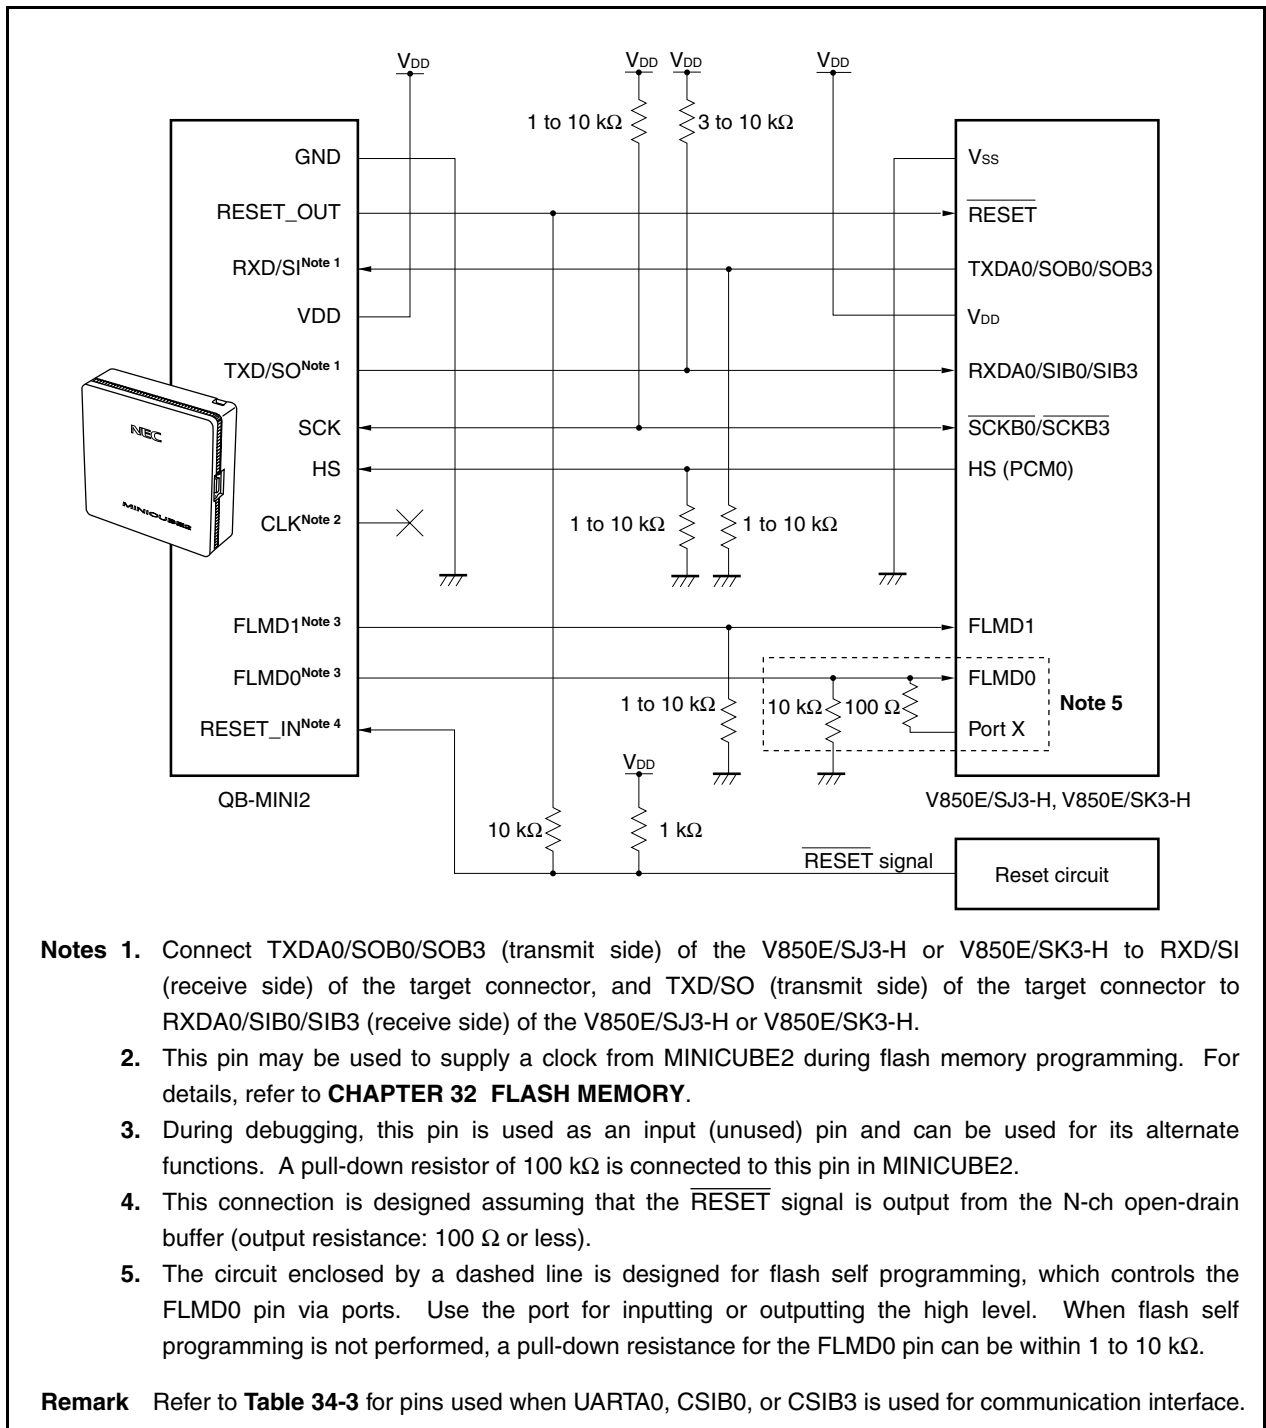 VDD VDD VDD VDD
1 to 10 kΩ 3 to 10 kΩ
GND VSS
RESET_OUT RESET
RXD/SI Note 1 TXDA0/SOB0/SOB3
VDD VDD
TXD/SO Note 1 RXDA0/SIB0/SIB3
NEC SCK SCKB0/SCKB3
HS HS (PCM0)
MINICUBE2 CLK Note 2 1 to 10 kΩ 1 to 10 kΩ
FLMD1 Note 3 FLMD1
FLMD0 Note 3 FLMD0
1 to 10 kΩ 10 kΩ 100 Ω Note 5
RESET_IN Note 4 Port X
VDD
QB-MINI2 V850E/SJ3-H, V850E/SK3-H
10 kΩ 1 kΩ
RESET signal Reset circuit
Notes 1. Connect TXDA0/SOB0/SOB3 (transmit side) of the V850E/SJ3-H or V850E/SK3-H to RXD/SI
(receive side) of the target connector, and TXD/SO (transmit side) of the target connector to
RXDA0/SIB0/SIB3 (receive side) of the V850E/SJ3-H or V850E/SK3-H.
2. This pin may be used to supply a clock from MINICUBE2 during flash memory programming. For
details, refer to CHAPTER 32 FLASH MEMORY.
3. During debugging, this pin is used as an input (unused) pin and can be used for its alternate
functions. A pull-down resistor of 100 kΩ is connected to this pin in MINICUBE2.
4. This connection is designed assuming that the RESET signal is output from the N-ch open-drain
buffer (output resistance: 100 Ω or less).
5. The circuit enclosed by a dashed line is designed for flash self programming, which controls the
FLMD0 pin via ports. Use the port for inputting or outputting the high level. When flash self
programming is not performed, a pull-down resistance for the FLMD0 pin can be within 1 to 10 kΩ.
Remark Refer to Table 34-3 for pins used when UARTA0, CSIB0, or CSIB3 is used for communication interface.